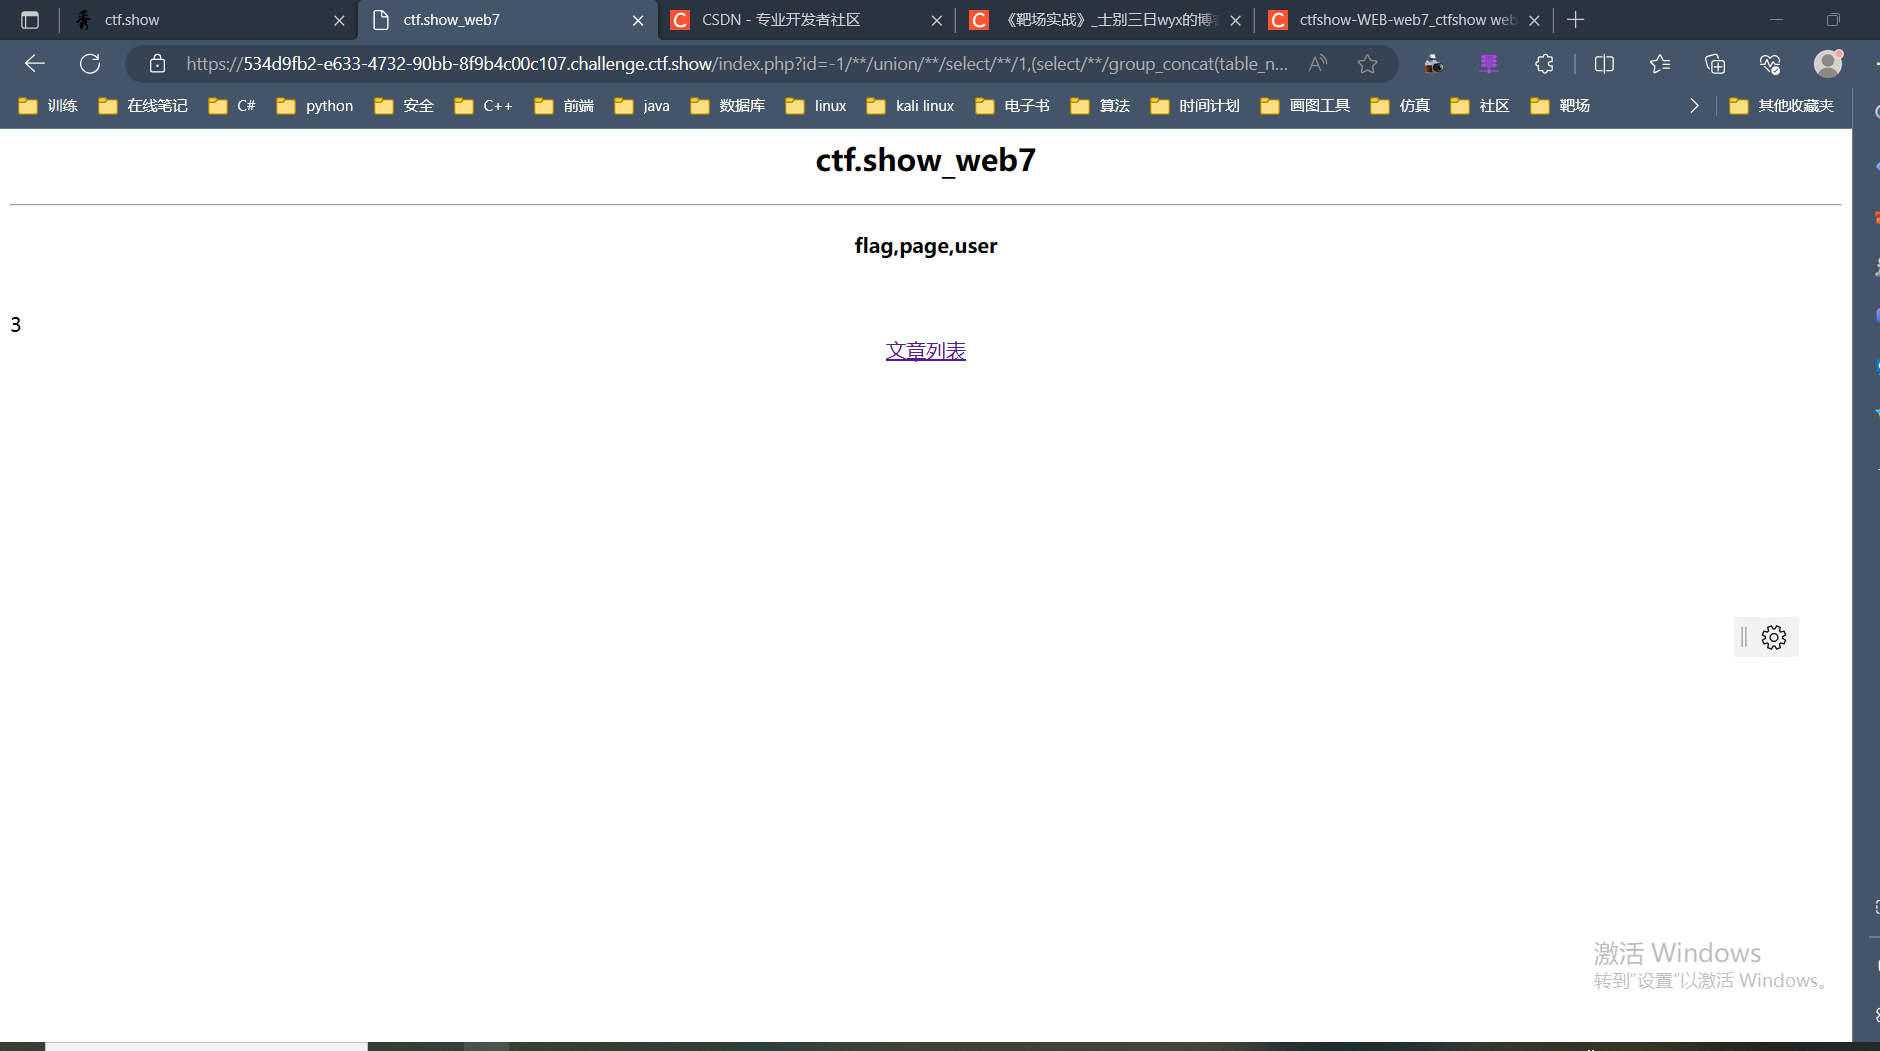 ctf.show
ctf.show_web7
CSDN - 专业开发者社区
《靶场实战》_士别三日wyx的博客
ctfshow-WEB-web7_ctfshow web
https://534d9fb2-e633-4732-90bb-8f9b4c00c107.challenge.ctf.show/index.php?id=-1/**/union/**/select/**/1,(select/**/group_concat(table_n...
训练 在线笔记 C# python 安全 C++ 前端 java 数据库 linux kali linux 电子书 算法 时间计划 画图工具 仿真 社区 靶场 其他收藏夹
ctf.show_web7
flag,page,user
3
文章列表
激活 Windows
转到"设置"以激活 Windows。